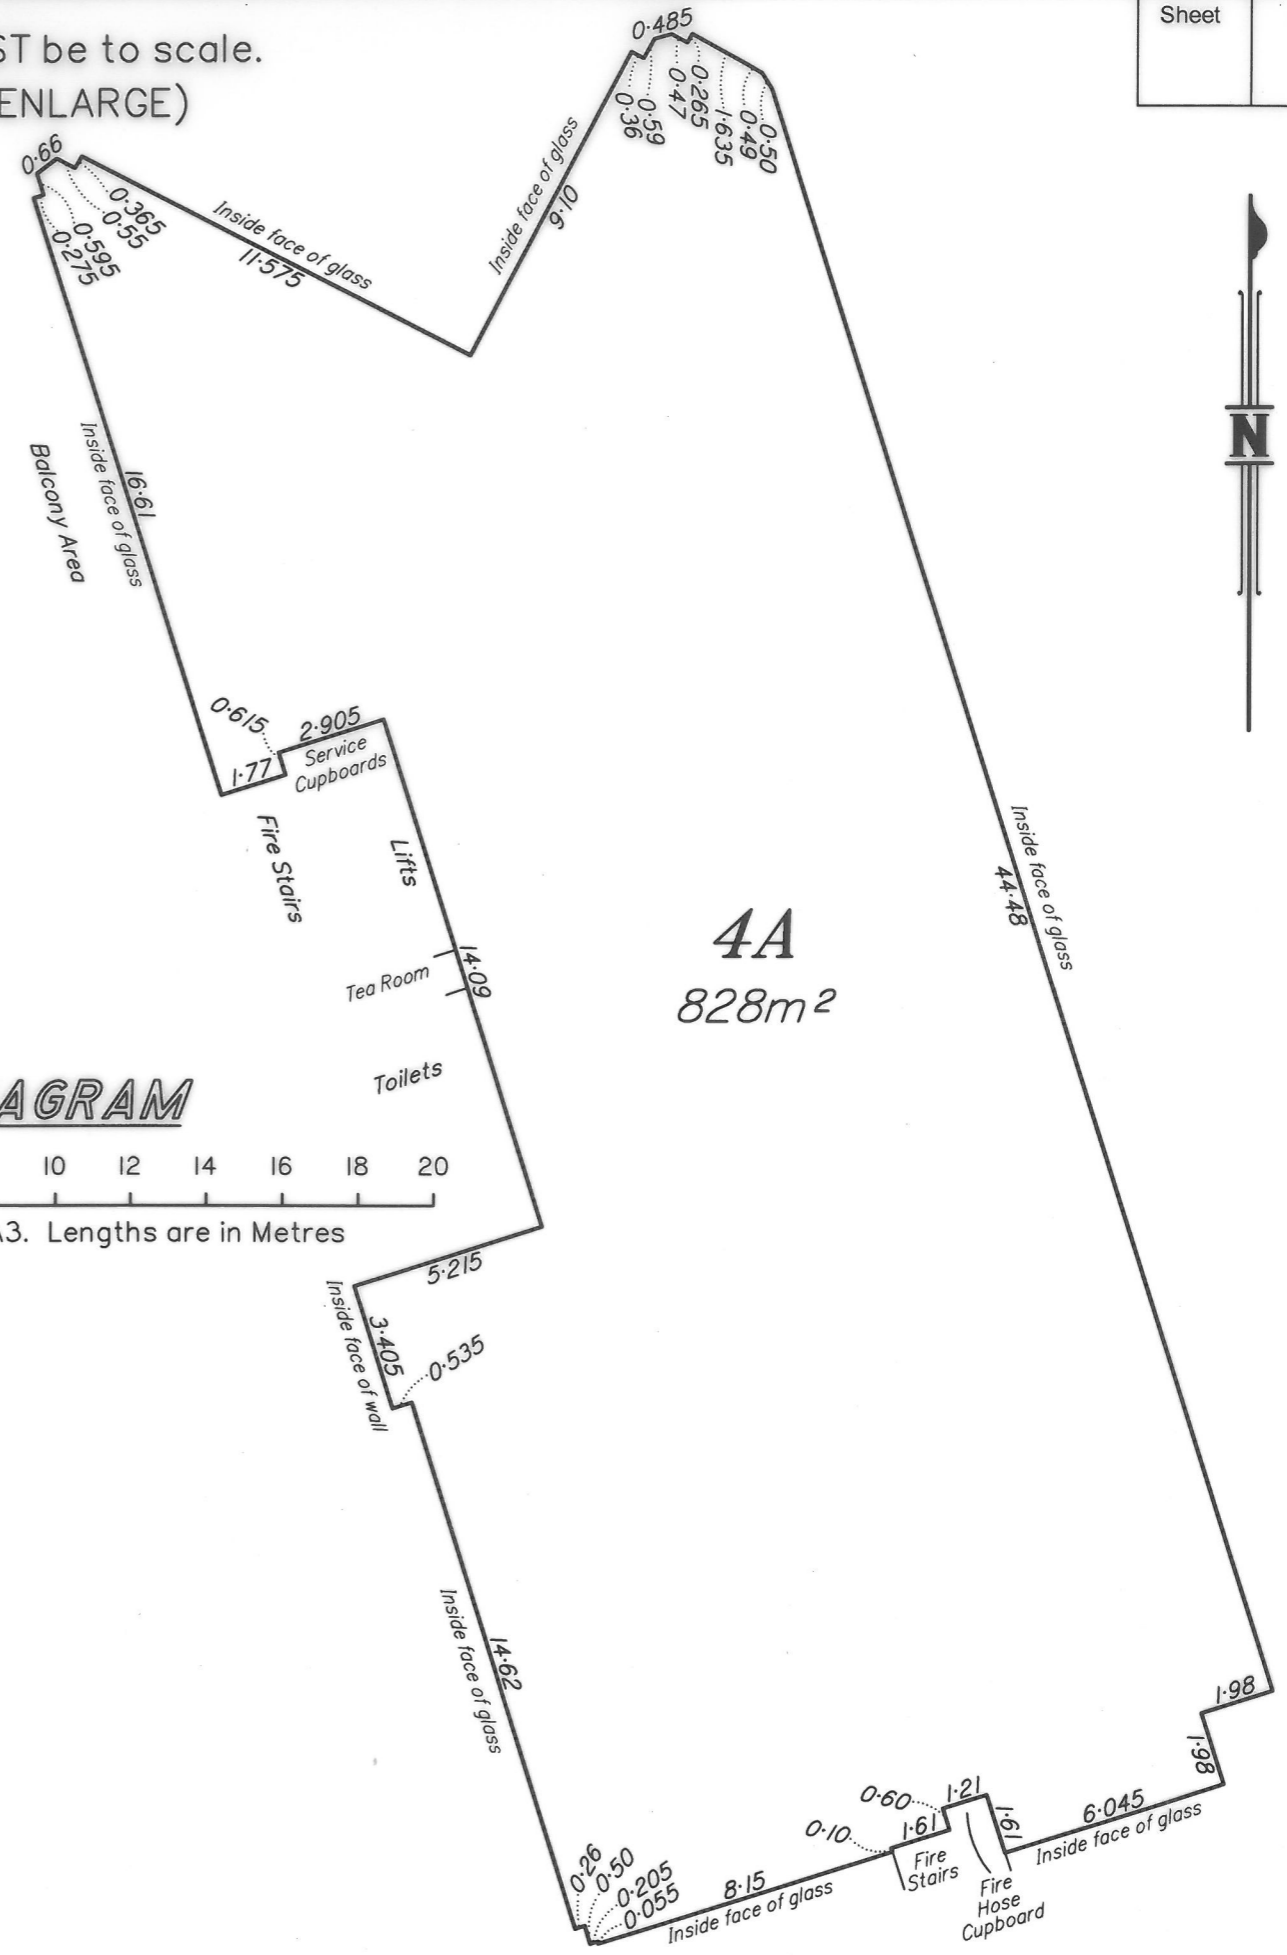 ST be to scale.
ENLARGE)
Sheet
0·485
0·36
0·59
0·47
0·265
1·635
0·49
0·50
0·66
0·365
0·55
0·595
0·275
Inside face of glass
11·575
Inside face of glass
9·10
N
Balcony Area
Inside face of glass
16·61
0·615
2·905
1·77
Service
Cupboards
Fire Stairs
Lifts
Inside face of glass
44·48
4A
828m²
Tea Room
14·09
Toilets
AGRAM
10 12 14 16 18 20
A3. Lengths are in Metres
5·215
Inside face of wall
3·405
0·535
Inside face of glass
14·62
1·98
1·98
0·60
1·21
6·045
Inside face of glass
0·10
1·61
1·61
Fire
Stairs
Fire
Hose
Cupboard
0·26
0·50
0·205
0·055
8·15
Inside face of glass